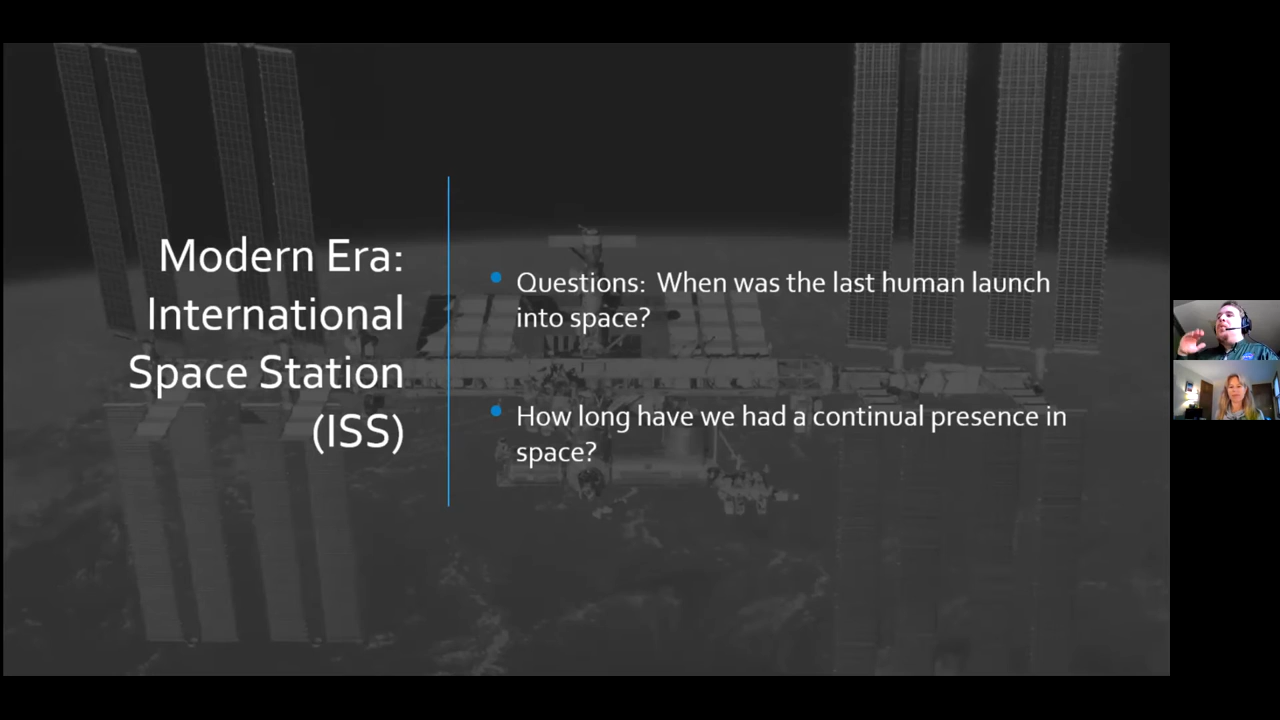 Modern Era:
International
Space Station
(ISS)
Questions:  When was the last human launch
into space?
How long have we had a continual presence in
space?